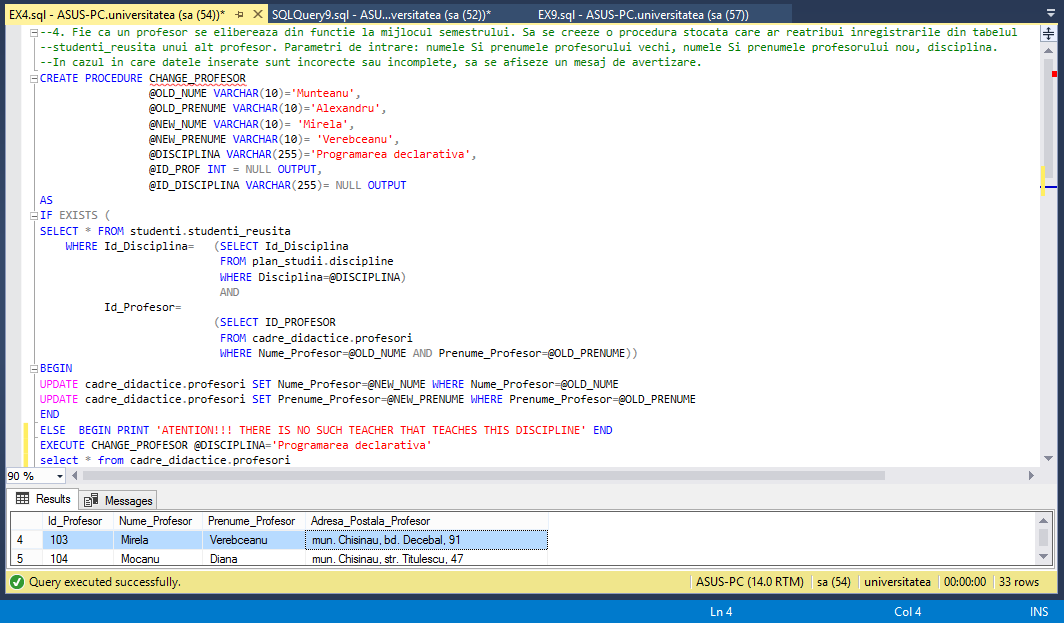 EX4.sql - ASUS-PC.universitatea (sa (54))*
SQLQuery9.sql - ASU...versitatea (sa (52))*
EX9.sql - ASUS-PC.universitatea (sa (57))
--4. Fie ca un profesor se elibereaza din functie la mijlocul semestrului. Sa se creeze o procedura stocata care ar reatribui inregistrarile din tabelul
--studenti_reusita unui alt profesor. Parametri de intrare: numele Si prenumele profesorului vechi, numele Si prenumele profesorului nou, disciplina.
--In cazul in care datele inserate sunt incorecte sau incomplete, sa se afiseze un mesaj de avertizare.
CREATE PROCEDURE CHANGE_PROFESOR
@OLD_NUME VARCHAR(10)='Munteanu',
@OLD_PRENUME VARCHAR(10)='Alexandru',
@NEW_NUME VARCHAR(10)= 'Mirela',
@NEW_PRENUME VARCHAR(10)= 'Verebceanu',
@DISCIPLINA VARCHAR(255)='Programarea declarativa',
@ID_PROF INT = NULL OUTPUT,
@ID_DISCIPLINA VARCHAR(255)= NULL OUTPUT
AS
IF EXISTS (
SELECT * FROM studenti.studenti_reusita
WHERE Id_Disciplina= (SELECT Id_Disciplina
FROM plan_studii.discipline
WHERE Disciplina=@DISCIPLINA)
AND
Id_Profesor=
(SELECT ID_PROFESOR
FROM cadre_didactice.profesori
WHERE Nume_Profesor=@OLD_NUME AND Prenume_Profesor=@OLD_PRENUME))
BEGIN
UPDATE cadre_didactice.profesori SET Nume_Profesor=@NEW_NUME WHERE Nume_Profesor=@OLD_NUME
UPDATE cadre_didactice.profesori SET Prenume_Profesor=@NEW_PRENUME WHERE Prenume_Profesor=@OLD_PRENUME
END
ELSE BEGIN PRINT 'ATENTION!!! THERE IS NO SUCH TEACHER THAT TEACHES THIS DISCIPLINE' END
EXECUTE CHANGE_PROFESOR @DISCIPLINA='Programarea declarativa'
select * from cadre_didactice.profesori
90 %
Results Messages
Id_Profesor Nume_Profesor Prenume_Profesor Adresa_Postala_Profesor
4 103 Mirela Verebceanu mun. Chisinau, bd. Decebal, 91
5 104 Mocanu Diana mun. Chisinau, str. Titulescu, 47
Query executed successfully. ASUS-PC (14.0 RTM) sa (54) universitatea 00:00:00 33 rows
Ln 4 Col 4 INS